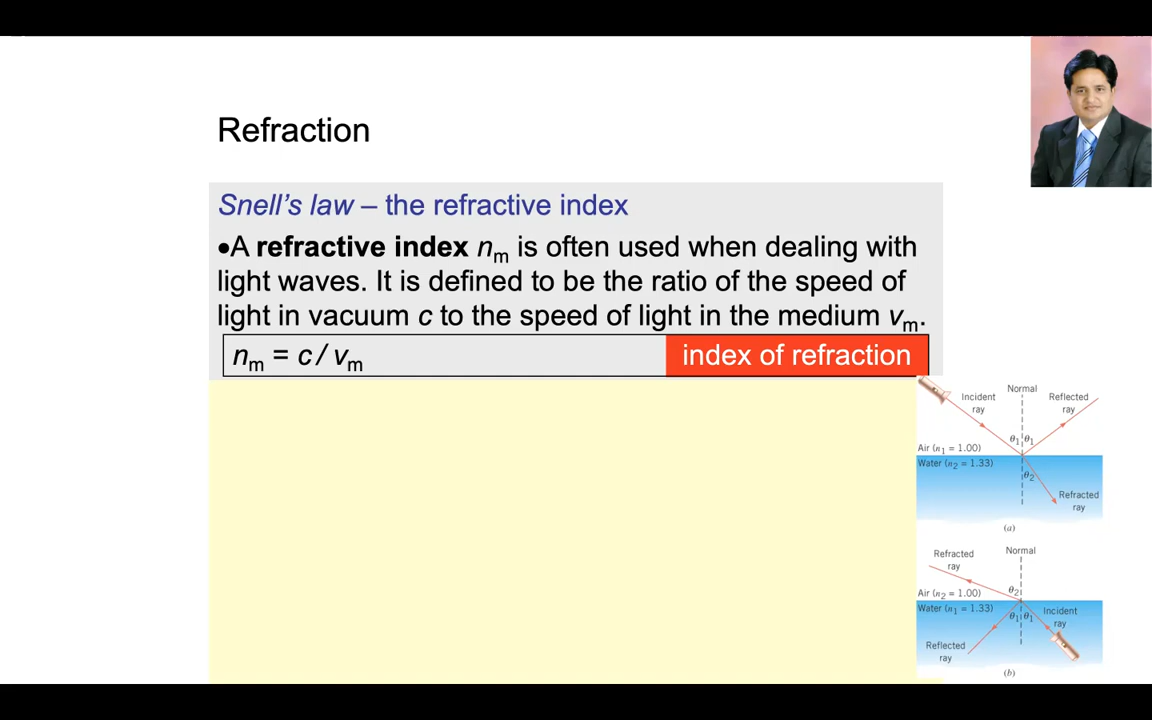 Refraction
Snell’s law – the refractive index
•A refractive index nm is often used when dealing with
light waves. It is defined to be the ratio of the speed of
light in vacuum c to the speed of light in the medium vm.
nm = c / vm
index of refraction
Normal
Incident
ray
Reflected
ray
θ1 θ1
Air (n1 = 1.00)
Water (n2 = 1.33)
θ2
Refracted
ray
(a)
Refracted
ray
Normal
θ2
Air (n2 = 1.00)
Water (n1 = 1.33)
θ1 θ1
Incident
ray
Reflected
ray
(b)